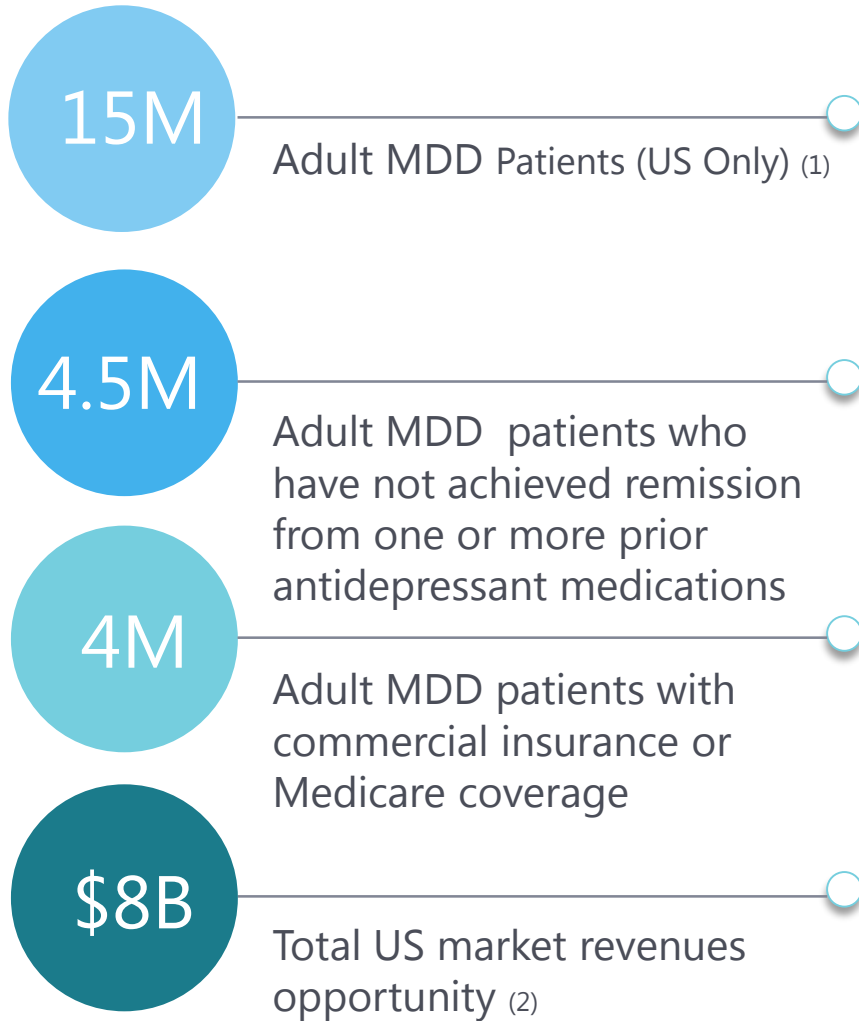 15M
Adult MDD Patients (US Only) (1)
4.5M
Adult MDD patients who
have not achieved remission
from one or more prior
antidepressant medications
4M
Adult MDD patients with
commercial insurance or
Medicare coverage
$8B
Total US market revenues
opportunity (2)